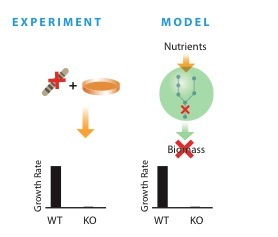 EXPERIMENT
MODEL
Nutrients
+
Biomass
Growth Rate
WT KO
Growth Rate
WT KO